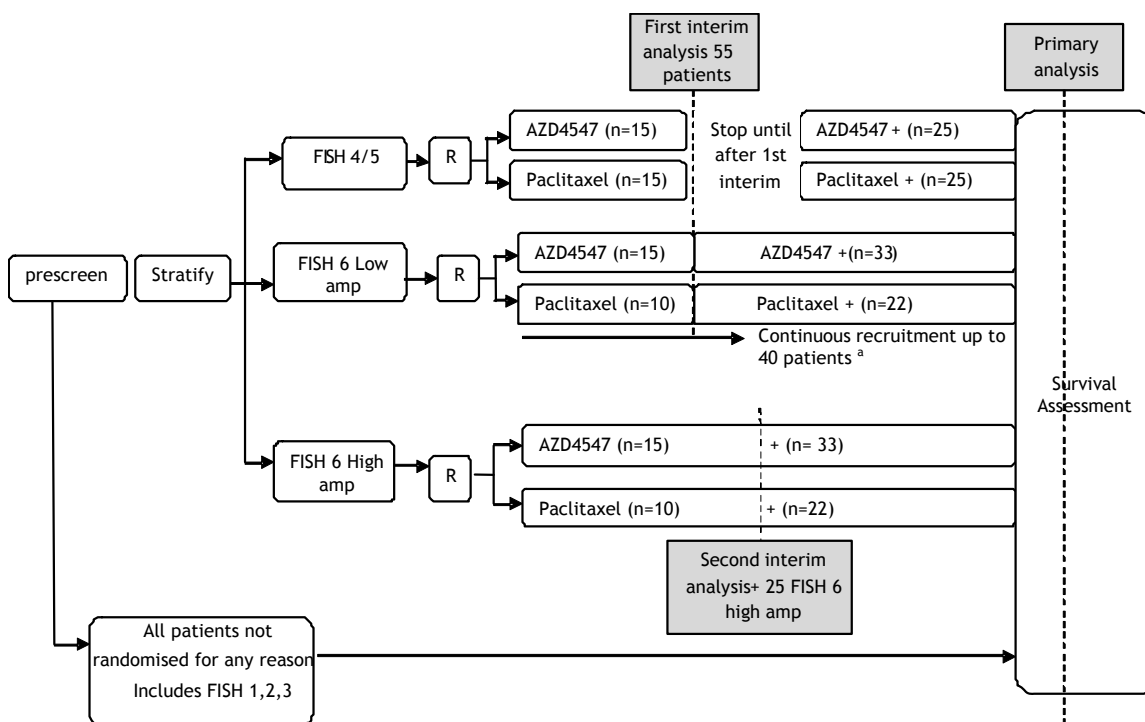 First interim
analysis 55
patients
Primary
analysis
FISH 4/5
R
AZD4547 (n=15)
Paclitaxel (n=15)
Stop until
after 1st
interim
AZD4547 + (n=25)
Paclitaxel + (n=25)
prescreen
Stratify
FISH 6 Low
amp
R
AZD4547 (n=15)
AZD4547 +(n=33)
Paclitaxel (n=10)
Paclitaxel + (n=22)
Continuous recruitment up to
40 patients a
Survival
Assessment
FISH 6 High
amp
R
AZD4547 (n=15)
+ (n= 33)
Paclitaxel (n=10)
+ (n=22)
Second interim
analysis+ 25 FISH 6
high amp
All patients not
randomised for any reason
Includes FISH 1,2,3